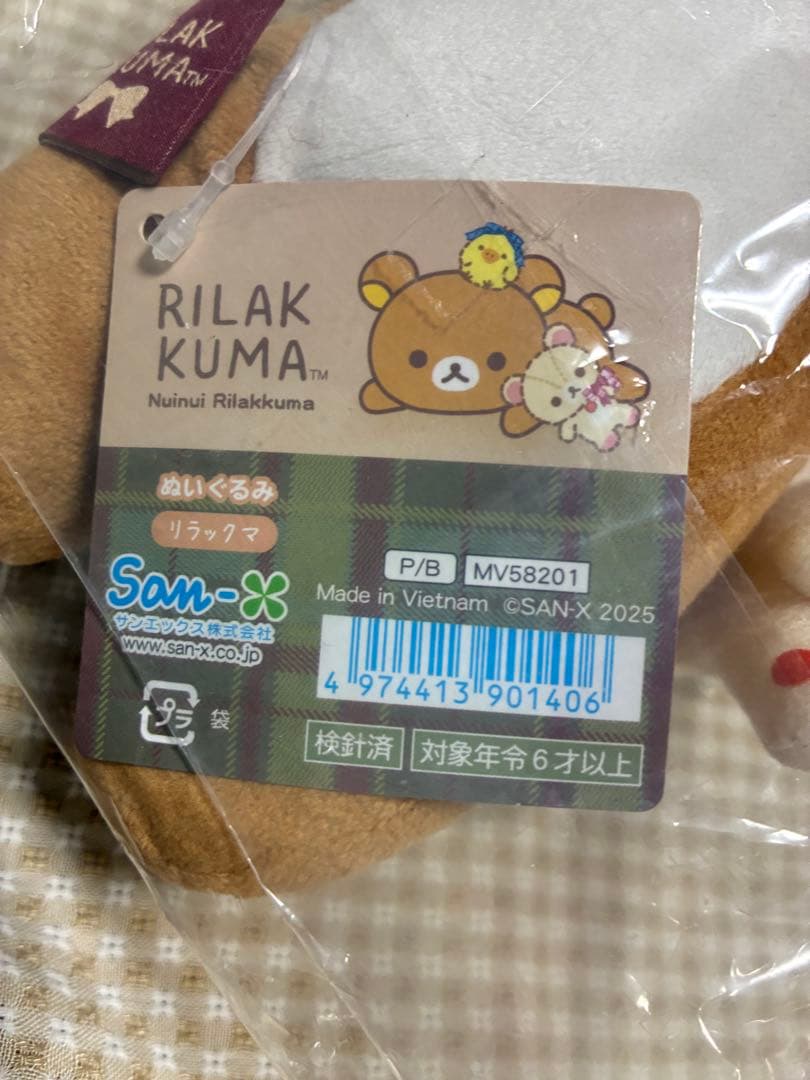 LAK
KUMA™
RILAK
KUMA™
Nuinui Rilakkuma
ぬいぐるみ
リラックマ
San-X
サンエックス株式会社
www.san-x.co.jp
P/B MV58201
Made in Vietnam ©SAN-X 2025
4 974413 901406
プラ 袋
検針済 対象年令6才以上